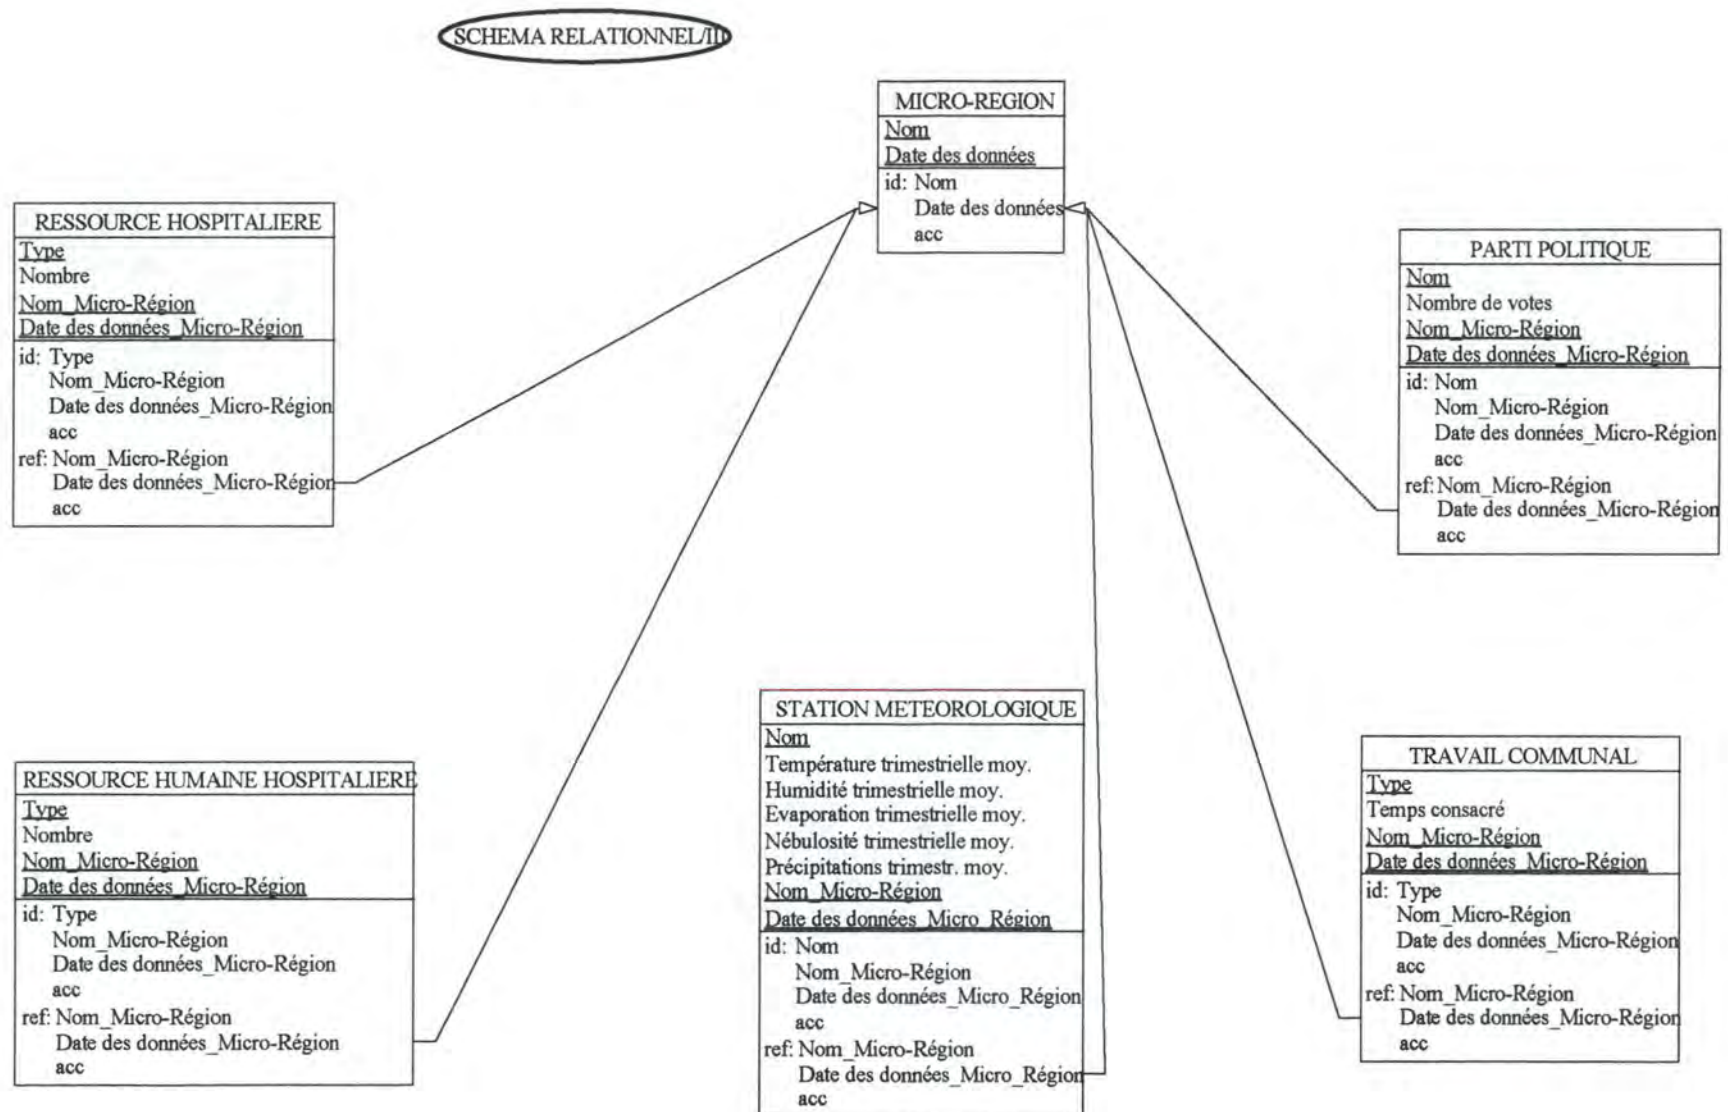 SCHEMA RELATIONNEL/III
MICRO-REGION
Nom
Date des données
id: Nom
Date des données
acc
RESSOURCE HOSPITALIERE
Type
Nombre
Nom_Micro-Région
Date des données_Micro-Région
id: Type
Nom_Micro-Région
Date des données_Micro-Région
acc
ref: Nom_Micro-Région
Date des données_Micro-Région
acc
PARTI POLITIQUE
Nom
Nombre de votes
Nom_Micro-Région
Date des données_Micro-Région
id: Nom
Nom_Micro-Région
Date des données_Micro-Région
acc
ref: Nom_Micro-Région
Date des données_Micro-Région
acc
RESSOURCE HUMAINE HOSPITALIERE
Type
Nombre
Nom_Micro-Région
Date des données_Micro-Région
id: Type
Nom_Micro-Région
Date des données_Micro-Région
acc
ref: Nom_Micro-Région
Date des données_Micro-Région
acc
STATION METEOROLOGIQUE
Nom
Température trimestrielle moy.
Humidité trimestrielle moy.
Evaporation trimestrielle moy.
Nébulosité trimestrielle moy.
Précipitations trimestr. moy.
Nom_Micro-Région
Date des données_Micro_Région
id: Nom
Nom_Micro-Région
Date des données_Micro_Région
acc
ref: Nom_Micro-Région
Date des données_Micro_Région
acc
TRAVAIL COMMUNAL
Type
Temps consacré
Nom_Micro-Région
Date des données_Micro-Région
id: Type
Nom_Micro-Région
Date des données_Micro-Région
acc
ref: Nom_Micro-Région
Date des données_Micro-Région
acc